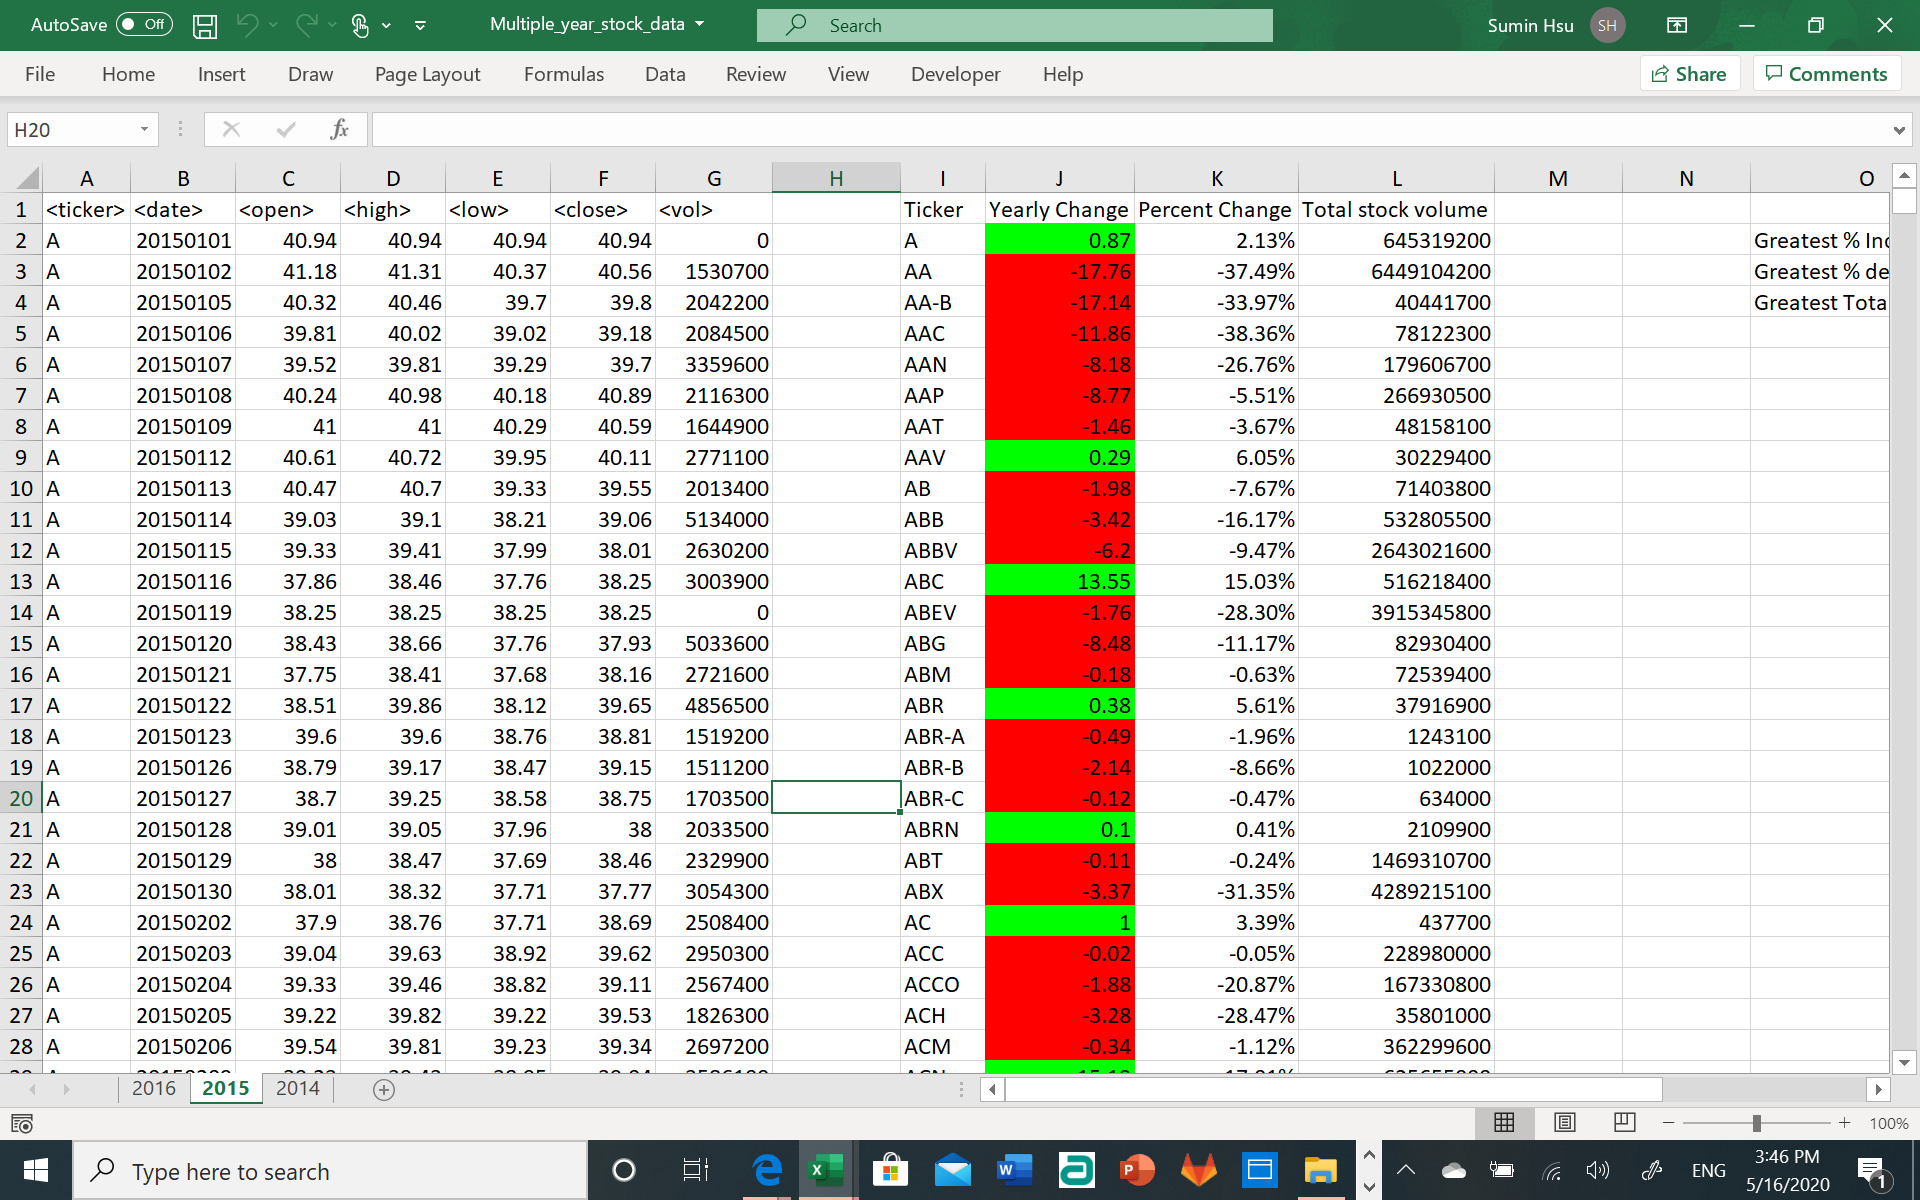 AutoSave Off Multiple_year_stock_data Search Sumin Hsu SH
File Home Insert Draw Page Layout Formulas Data Review View Developer Help Share Comments
H20 fx
A B C D E F G H I J K L M N O
1 <ticker> <date> <open> <high> <low> <close> <vol> Ticker Yearly Change Percent Change Total stock volume
2 A 20150101 40.94 40.94 40.94 40.94 0 A 0.87 2.13% 645319200 Greatest % Inc
3 A 20150102 41.18 41.31 40.37 40.56 1530700 AA -17.76 -37.49% 6449104200 Greatest % de
4 A 20150105 40.32 40.46 39.7 39.8 2042200 AA-B -17.14 -33.97% 40441700 Greatest Tota
5 A 20150106 39.81 40.02 39.02 39.18 2084500 AAC -11.86 -38.36% 78122300
6 A 20150107 39.52 39.81 39.29 39.7 3359600 AAN -8.18 -26.76% 179606700
7 A 20150108 40.24 40.98 40.18 40.89 2116300 AAP -8.77 -5.51% 266930500
8 A 20150109 41 41 40.29 40.59 1644900 AAT -1.46 -3.67% 48158100
9 A 20150112 40.61 40.72 39.95 40.11 2771100 AAV 0.29 6.05% 30229400
10 A 20150113 40.47 40.7 39.33 39.55 2013400 AB -1.98 -7.67% 71403800
11 A 20150114 39.03 39.1 38.21 39.06 5134000 ABB -3.42 -16.17% 532805500
12 A 20150115 39.33 39.41 37.99 38.01 2630200 ABBV -6.2 -9.47% 2643021600
13 A 20150116 37.86 38.46 37.76 38.25 3003900 ABC 13.55 15.03% 516218400
14 A 20150119 38.25 38.25 38.25 38.25 0 ABEV -1.76 -28.30% 3915345800
15 A 20150120 38.43 38.66 37.76 37.93 5033600 ABG -8.48 -11.17% 82930400
16 A 20150121 37.75 38.41 37.68 38.16 2721600 ABM -0.18 -0.63% 72539400
17 A 20150122 38.51 39.86 38.12 39.65 4856500 ABR 0.38 5.61% 37916900
18 A 20150123 39.6 39.6 38.76 38.81 1519200 ABR-A -0.49 -1.96% 1243100
19 A 20150126 38.79 39.17 38.47 39.15 1511200 ABR-B -2.14 -8.66% 1022000
20 A 20150127 38.7 39.25 38.58 38.75 1703500 ABR-C -0.12 -0.47% 634000
21 A 20150128 39.01 39.05 37.96 38 2033500 ABRN 0.1 0.41% 2109900
22 A 20150129 38 38.47 37.69 38.46 2329900 ABT -0.11 -0.24% 1469310700
23 A 20150130 38.01 38.32 37.71 37.77 3054300 ABX -3.37 -31.35% 4289215100
24 A 20150202 37.9 38.76 37.71 38.69 2508400 AC 1 3.39% 437700
25 A 20150203 39.04 39.63 38.92 39.62 2950300 ACC -0.02 -0.05% 228980000
26 A 20150204 39.33 39.46 38.82 39.11 2567400 ACCO -1.88 -20.87% 167330800
27 A 20150205 39.22 39.82 39.22 39.53 1826300 ACH -3.28 -28.47% 35801000
28 A 20150206 39.54 39.81 39.23 39.34 2697200 ACM -0.34 -1.12% 362299600
2016 2015 2014
100%
Type here to search ENG 3:46 PM
5/16/2020 1